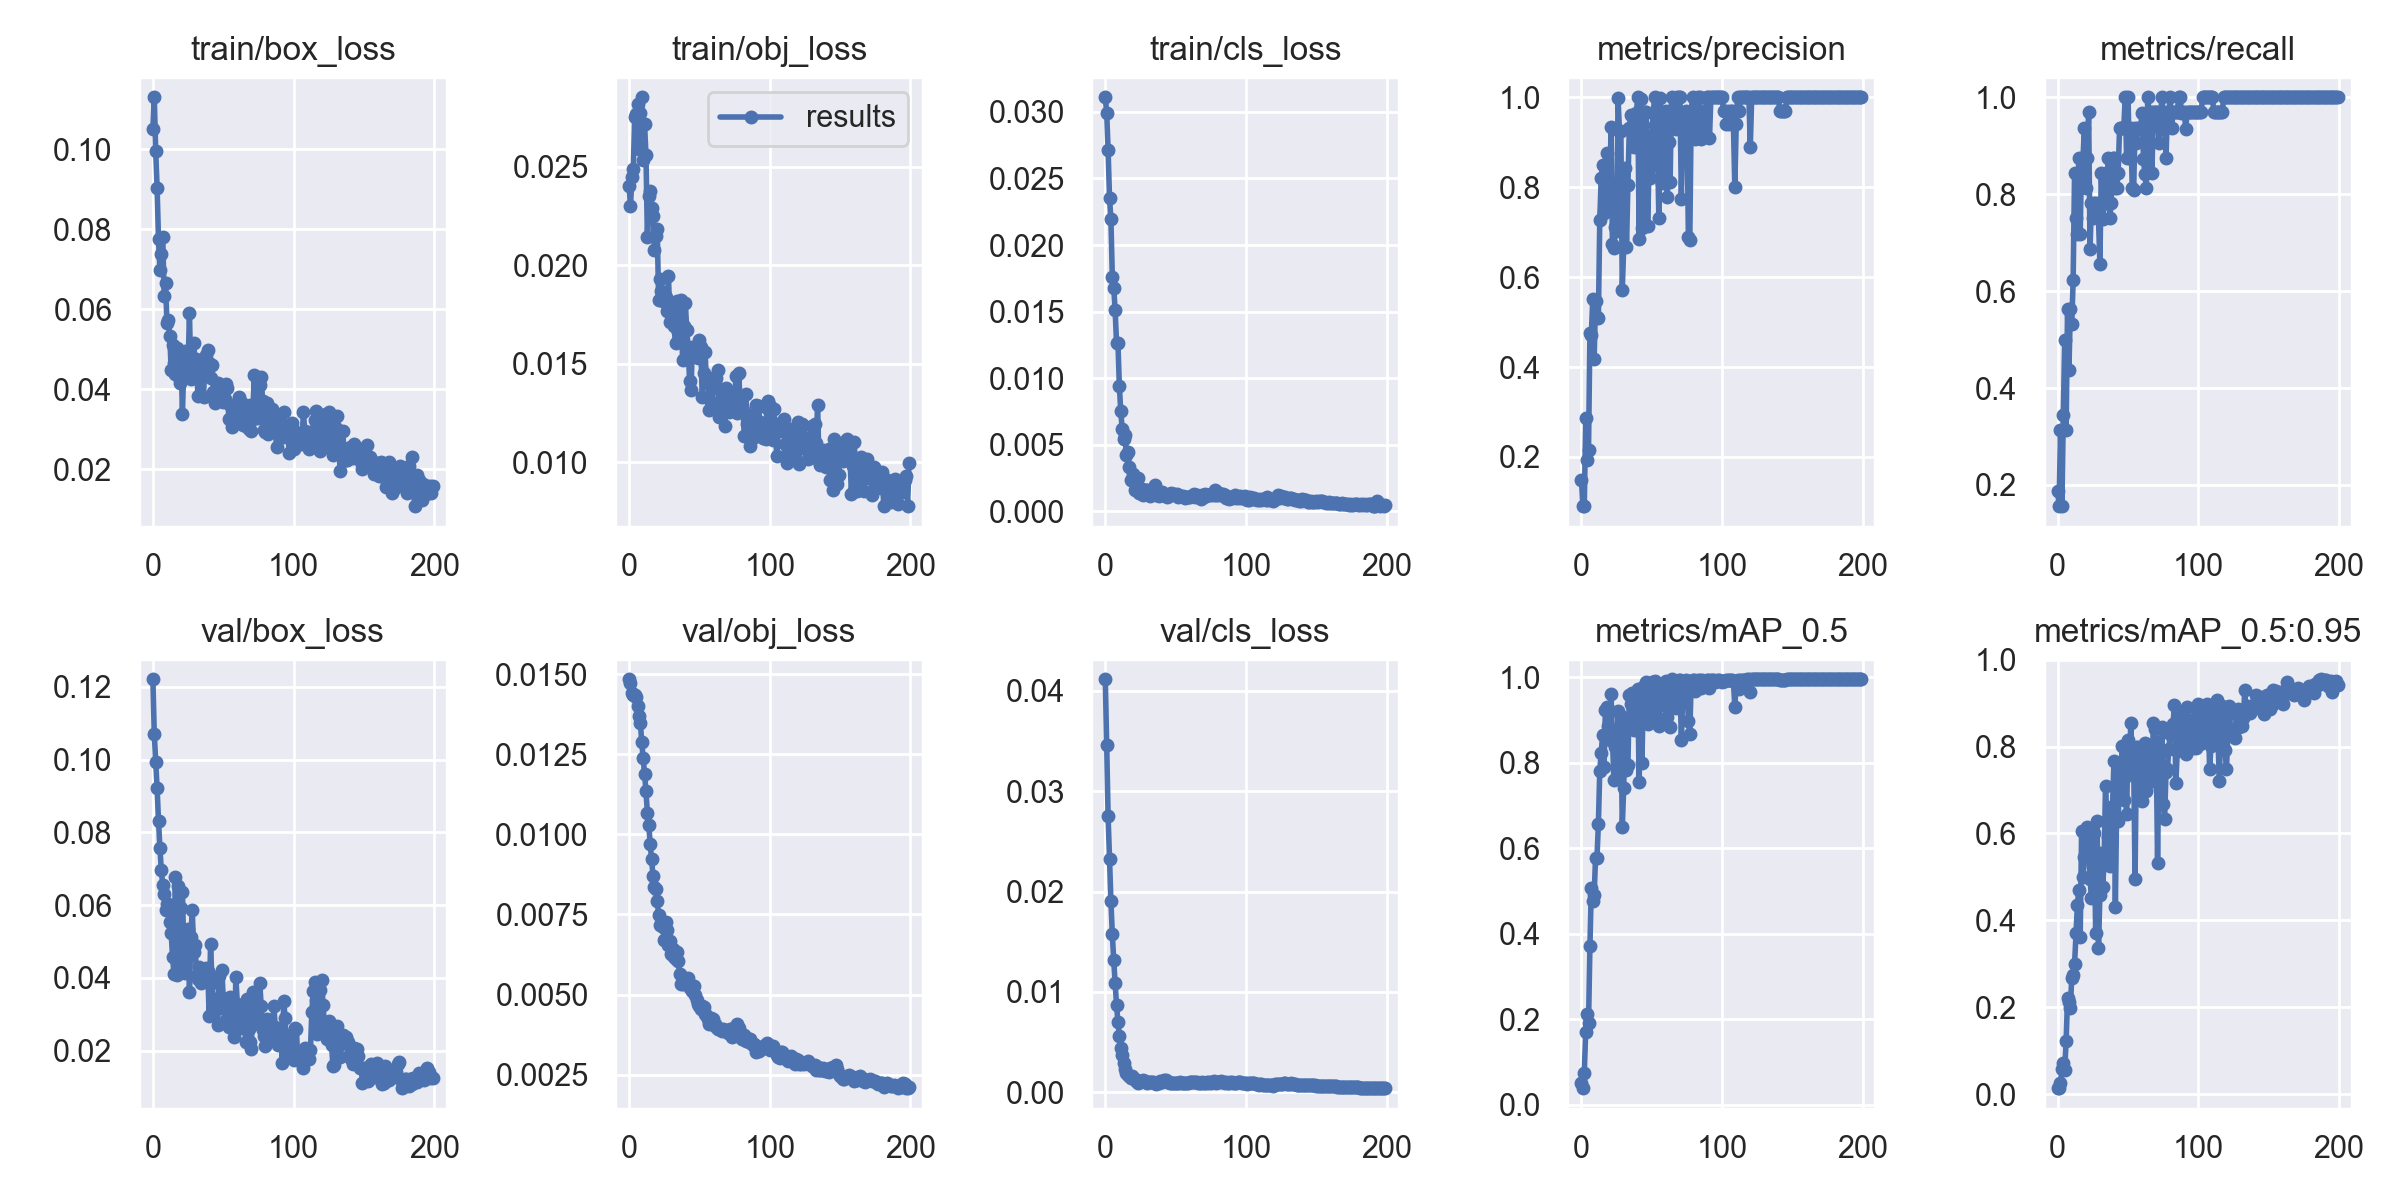 train/box_loss
0.10
0.08
0.06
0.04
0.02
0 100 200
train/obj_loss
results
0.025
0.020
0.015
0.010
0 100 200
train/cls_loss
0.030
0.025
0.020
0.015
0.010
0.005
0.000
0 100 200
metrics/precision
1.0
0.8
0.6
0.4
0.2
0 100 200
metrics/recall
1.0
0.8
0.6
0.4
0.2
0 100 200
val/box_loss
0.12
0.10
0.08
0.06
0.04
0.02
0 100 200
val/obj_loss
0.0150
0.0125
0.0100
0.0075
0.0050
0.0025
0 100 200
val/cls_loss
0.04
0.03
0.02
0.01
0.00
0 100 200
metrics/mAP_0.5
1.0
0.8
0.6
0.4
0.2
0.0
0 100 200
metrics/mAP_0.5:0.95
1.0
0.8
0.6
0.4
0.2
0.0
0 100 200